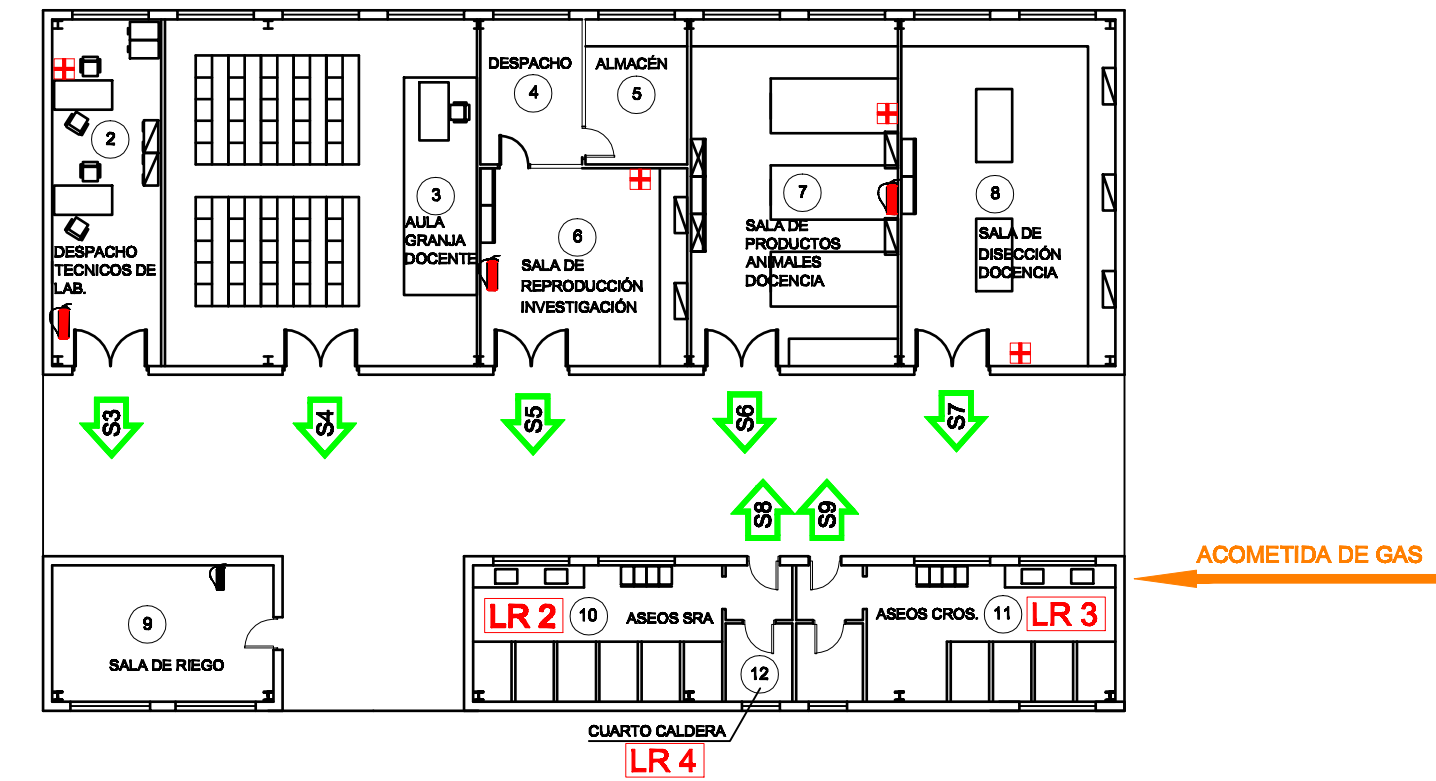 DESPACHO
4
ALMACÉN
5
2
DESPACHO
TECNICOS DE
LAB.
3
AULA
GRANJA
DOCENTE
6
SALA DE
REPRODUCCIÓN
INVESTIGACIÓN
7
SALA DE
PRODUCTOS
ANIMALES
DOCENCIA
8
SALA DE
DISECCIÓN
DOCENCIA
S3
S4
S5
S6
S7
S8
S9
ACOMETIDA DE GAS
9
SALA DE RIEGO
LR 2
10
ASEOS SRA
ASEOS CROS.
11
LR 3
12
CUARTO CALDERA
LR 4